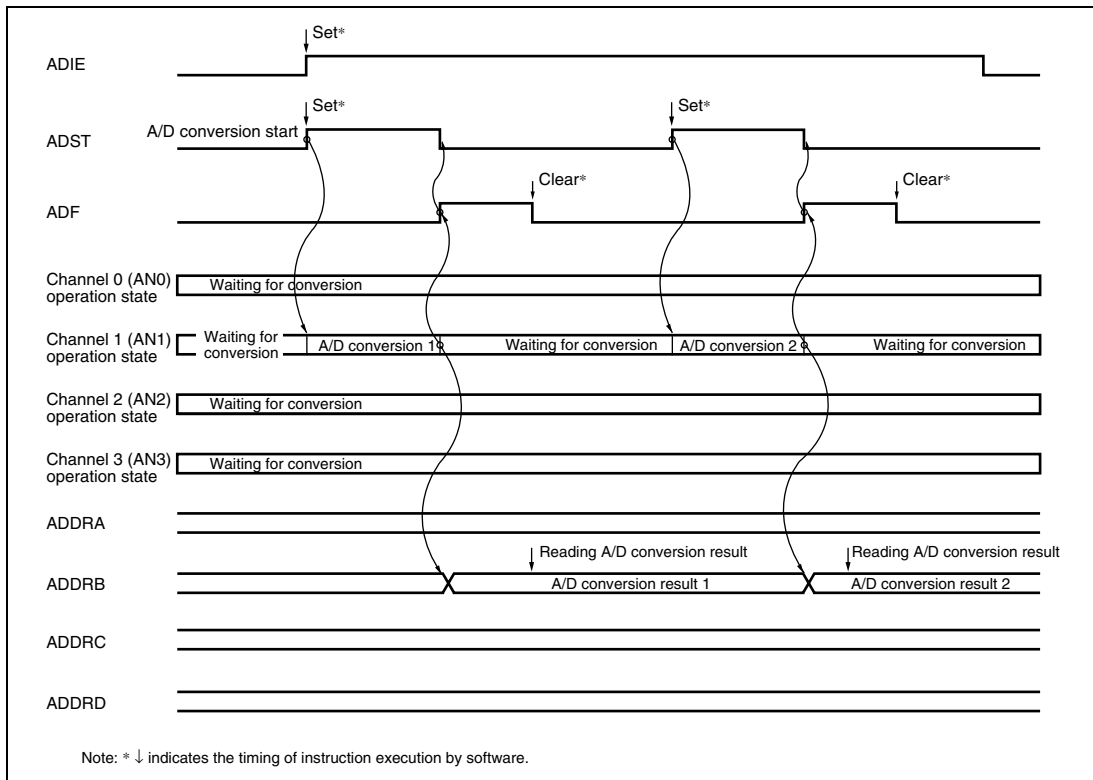 Set*
ADIE
Set* Set*
A/D conversion start
ADST
Clear* Clear*
ADF
Channel 0 (AN0)
operation state
Waiting for conversion
Channel 1 (AN1)
operation state
Waiting for
conversion
A/D conversion 1 Waiting for conversion A/D conversion 2 Waiting for conversion
Channel 2 (AN2)
operation state
Waiting for conversion
Channel 3 (AN3)
operation state
Waiting for conversion
ADDRA
Reading A/D conversion result Reading A/D conversion result
ADDRB
A/D conversion result 1 A/D conversion result 2
ADDRC
ADDRD
Note: * ↓ indicates the timing of instruction execution by software.